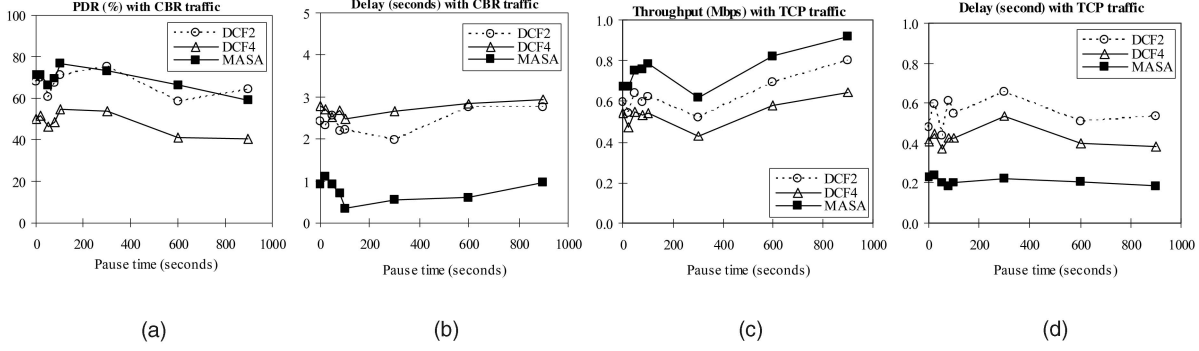 PDR (%) with CBR traffic
100
80
60
40
20
0
0 200 400 600 800 1000
DCF2
DCF4
MASA
Pause time (seconds)
(a)
Delay (seconds) with CBR traffic
5
4
3
2
1
0
0 200 400 600 800 1000
DCF2
DCF4
MASA
Pause time (seconds)
(b)
Throughput (Mbps) with TCP traffic
1.0
0.8
0.6
0.4
0.2
0.0
0 200 400 600 800 1000
DCF2
DCF4
MASA
Pause time (seconds)
(c)
Delay (second) with TCP traffic
1.0
0.8
0.6
0.4
0.2
0.0
0 200 400 600 800 1000
DCF2
DCF4
MASA
Pause time (seconds)
(d)